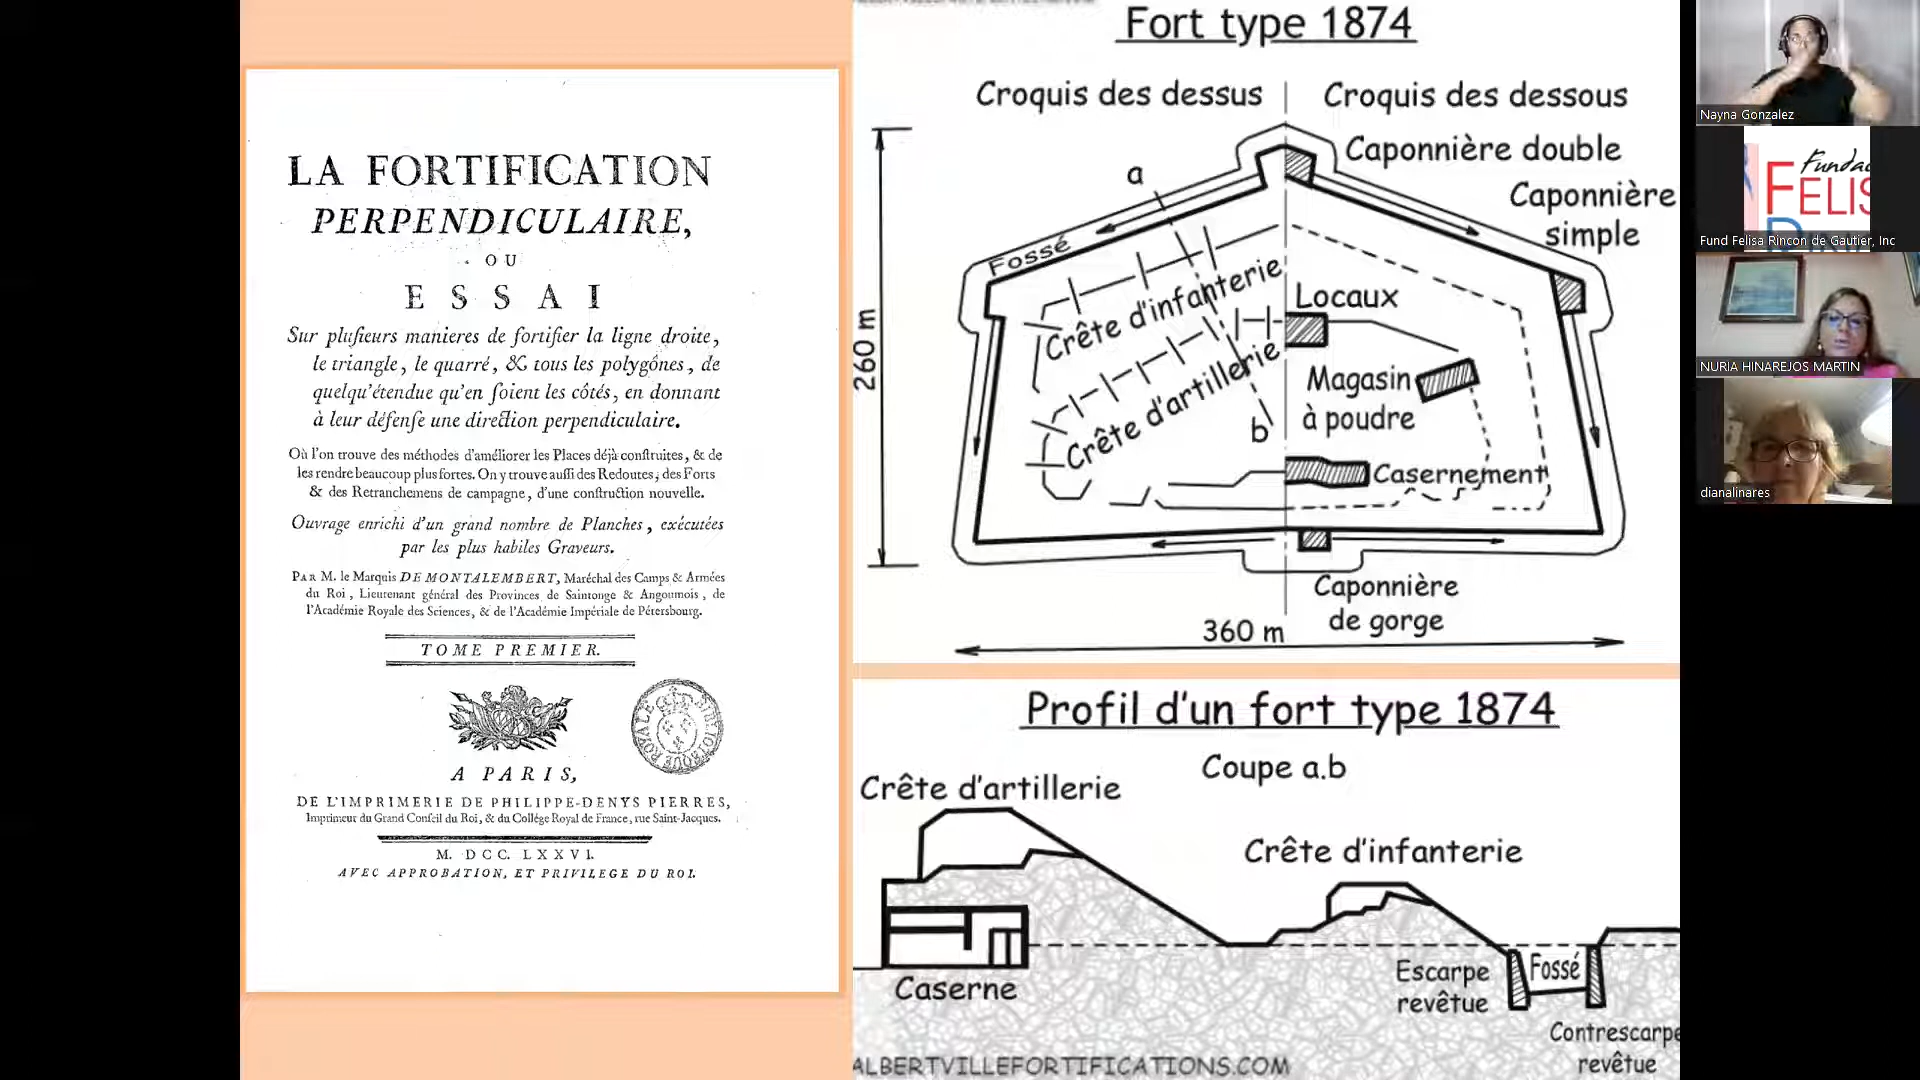 LA FORTIFICATION
PERPENDICULAIRE,
OU
ESSAI
Sur pluſieurs manieres de fortifier la ligne droite,
le triangle, le quarré, & tous les polygônes, de
quelqu'étendue qu'en ſoient les côtés, en donnant
à leur défenſe une direction perpendiculaire.
Où l'on trouve des méthodes d'améliorer les Places déjà conſtruites, & de
les rendre beaucoup plus fortes. On y trouve auſſi des Redoutes, des Forts
& des Retranchemens de campagne, d'une conſtruction nouvelle.
Ouvrage enrichi d'un grand nombre de Planches, exécutées
par les plus habiles Graveurs.
PAR M. le Marquis DE MONTALEMBERT, Maréchal des Camps & Armées
du Roi, Lieutenant général des Provinces de Saintonge & Angoumois, de
l'Académie Royale des Sciences, & de l'Académie Impériale de Pétersbourg.
TOME PREMIER.
A PARIS,
DE L'IMPRIMERIE DE PHILIPPE-DENYS PIERRES,
Imprimeur du Grand Conſeil du Roi, & du Collége Royal de France, rue Saint-Jacques.
M. DCC. LXXVI.
AVEC APPROBATION, ET PRIVILEGE DU ROI.
Fort type 1874
Croquis des dessus
Croquis des dessous
Caponnière double
a
Caponnière
simple
Fossé
Crête d'infanterie
Locaux
260 m
Crête d'artillerie
Magasin
à poudre
b
Casernement
Caponnière
de gorge
360 m
Profil d'un fort type 1874
Coupe a.b
Crête d'artillerie
Crête d'infanterie
Caserne
Escarpe
revêtue
Fossé
Contrescarpe
revêtue
ALBERTVILLEFORTIFICATIONS.COM
Nayna Gonzalez
Fundac
FELIS
Fund Felisa Rincon de Gautier, Inc
NURIA HINAREJOS MARTIN
dianalinares